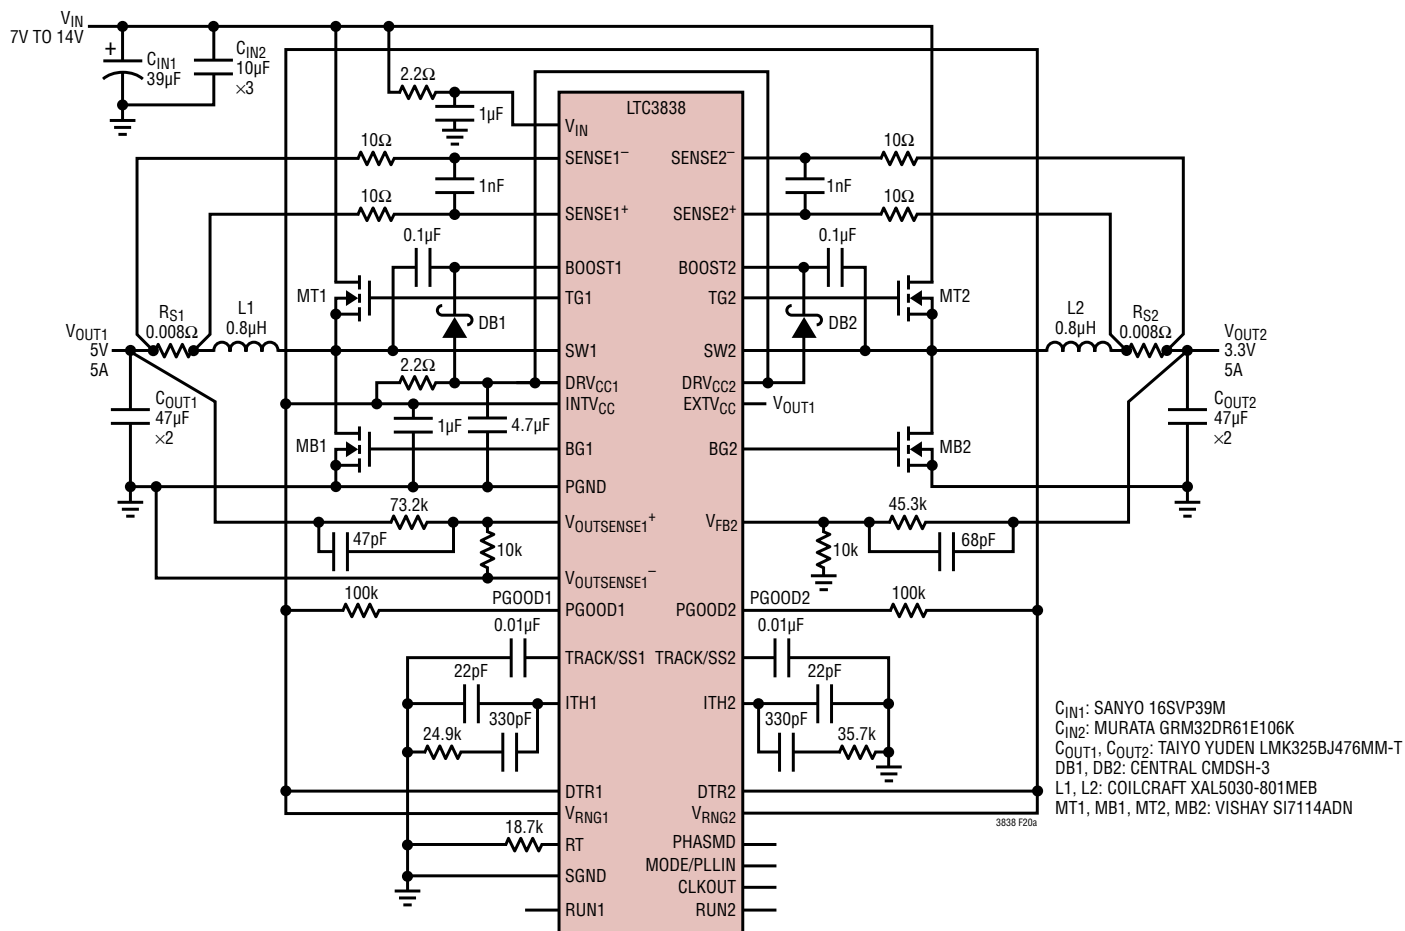 VIN
7V TO 14V
+
CIN1
39µF
CIN2
10µF
×3
2.2Ω
1µF
LTC3838
VIN
10Ω
SENSE1–
SENSE2–
10Ω
1nF
1nF
10Ω
SENSE1+
SENSE2+
10Ω
0.1µF
0.1µF
BOOST1
BOOST2
MT1
TG1
TG2
MT2
DB1
DB2
RS1
0.008Ω
L1
0.8µH
L2
0.8µH
RS2
0.008Ω
VOUT1
5V
5A
SW1
SW2
VOUT2
3.3V
5A
2.2Ω
DRVCC1
DRVCC2
INTVCC
EXTVCC
VOUT1
COUT1
47µF
×2
1µF
4.7µF
COUT2
47µF
×2
MB1
BG1
BG2
MB2
PGND
73.2k
45.3k
VOUTSENSE1+
VFB2
47pF
10k
10k
68pF
VOUTSENSE1–
100k
PGOOD1
PGOOD1
PGOOD2
PGOOD2
100k
0.01µF
0.01µF
TRACK/SS1
TRACK/SS2
22pF
22pF
ITH1
ITH2
330pF
330pF
24.9k
35.7k
DTR1
DTR2
VRNG1
VRNG2
18.7k
RT
PHASMD
MODE/PLLIN
SGND
CLKOUT
RUN1
RUN2
3838 F20a
CIN1: SANYO 16SVP39M
CIN2: MURATA GRM32DR61E106K
COUT1, COUT2: TAIYO YUDEN LMK325BJ476MM-T
DB1, DB2: CENTRAL CMDSH-3
L1, L2: COILCRAFT XAL5030-801MEB
MT1, MB1, MT2, MB2: VISHAY SI7114ADN